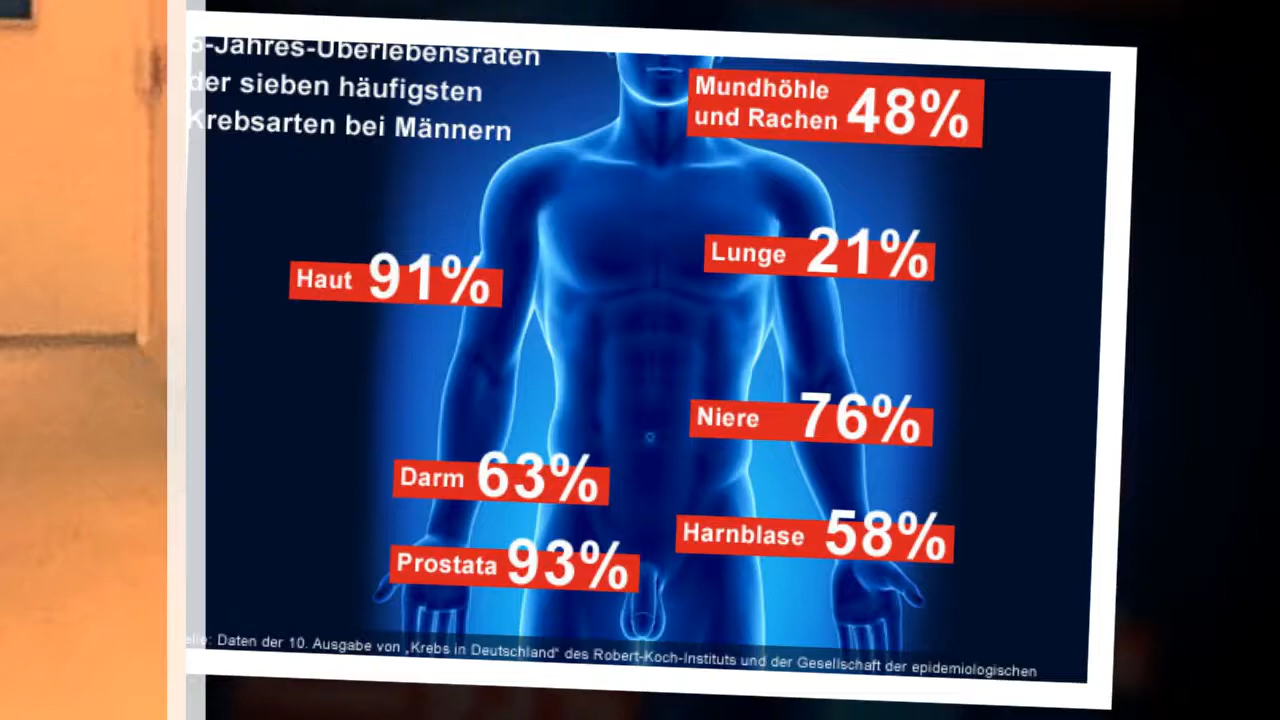 5-Jahres-Überlebensraten
der sieben häufigsten
Krebsarten bei Männern
Mundhöhle
und Rachen 48%
Lunge 21%
Haut 91%
Niere 76%
Darm 63%
Harnblase 58%
Prostata 93%
Daten der 10. Ausgabe von „Krebs in Deutschland“ des Robert-Koch-Instituts und der Gesellschaft der epidemiologischen